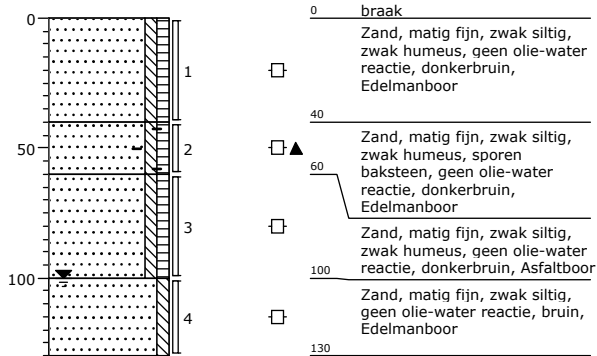 0
50
100
1
2
3
4
0
braak
Zand, matig fijn, zwak siltig,
zwak humeus, geen olie-water
reactie, donkerbruin,
Edelmanboor
40
Zand, matig fijn, zwak siltig,
zwak humeus, sporen
baksteen, geen olie-water
reactie, donkerbruin,
Edelmanboor
60
Zand, matig fijn, zwak siltig,
zwak humeus, geen olie-water
reactie, donkerbruin, Asfaltboor
100
Zand, matig fijn, zwak siltig,
geen olie-water reactie, bruin,
Edelmanboor
130